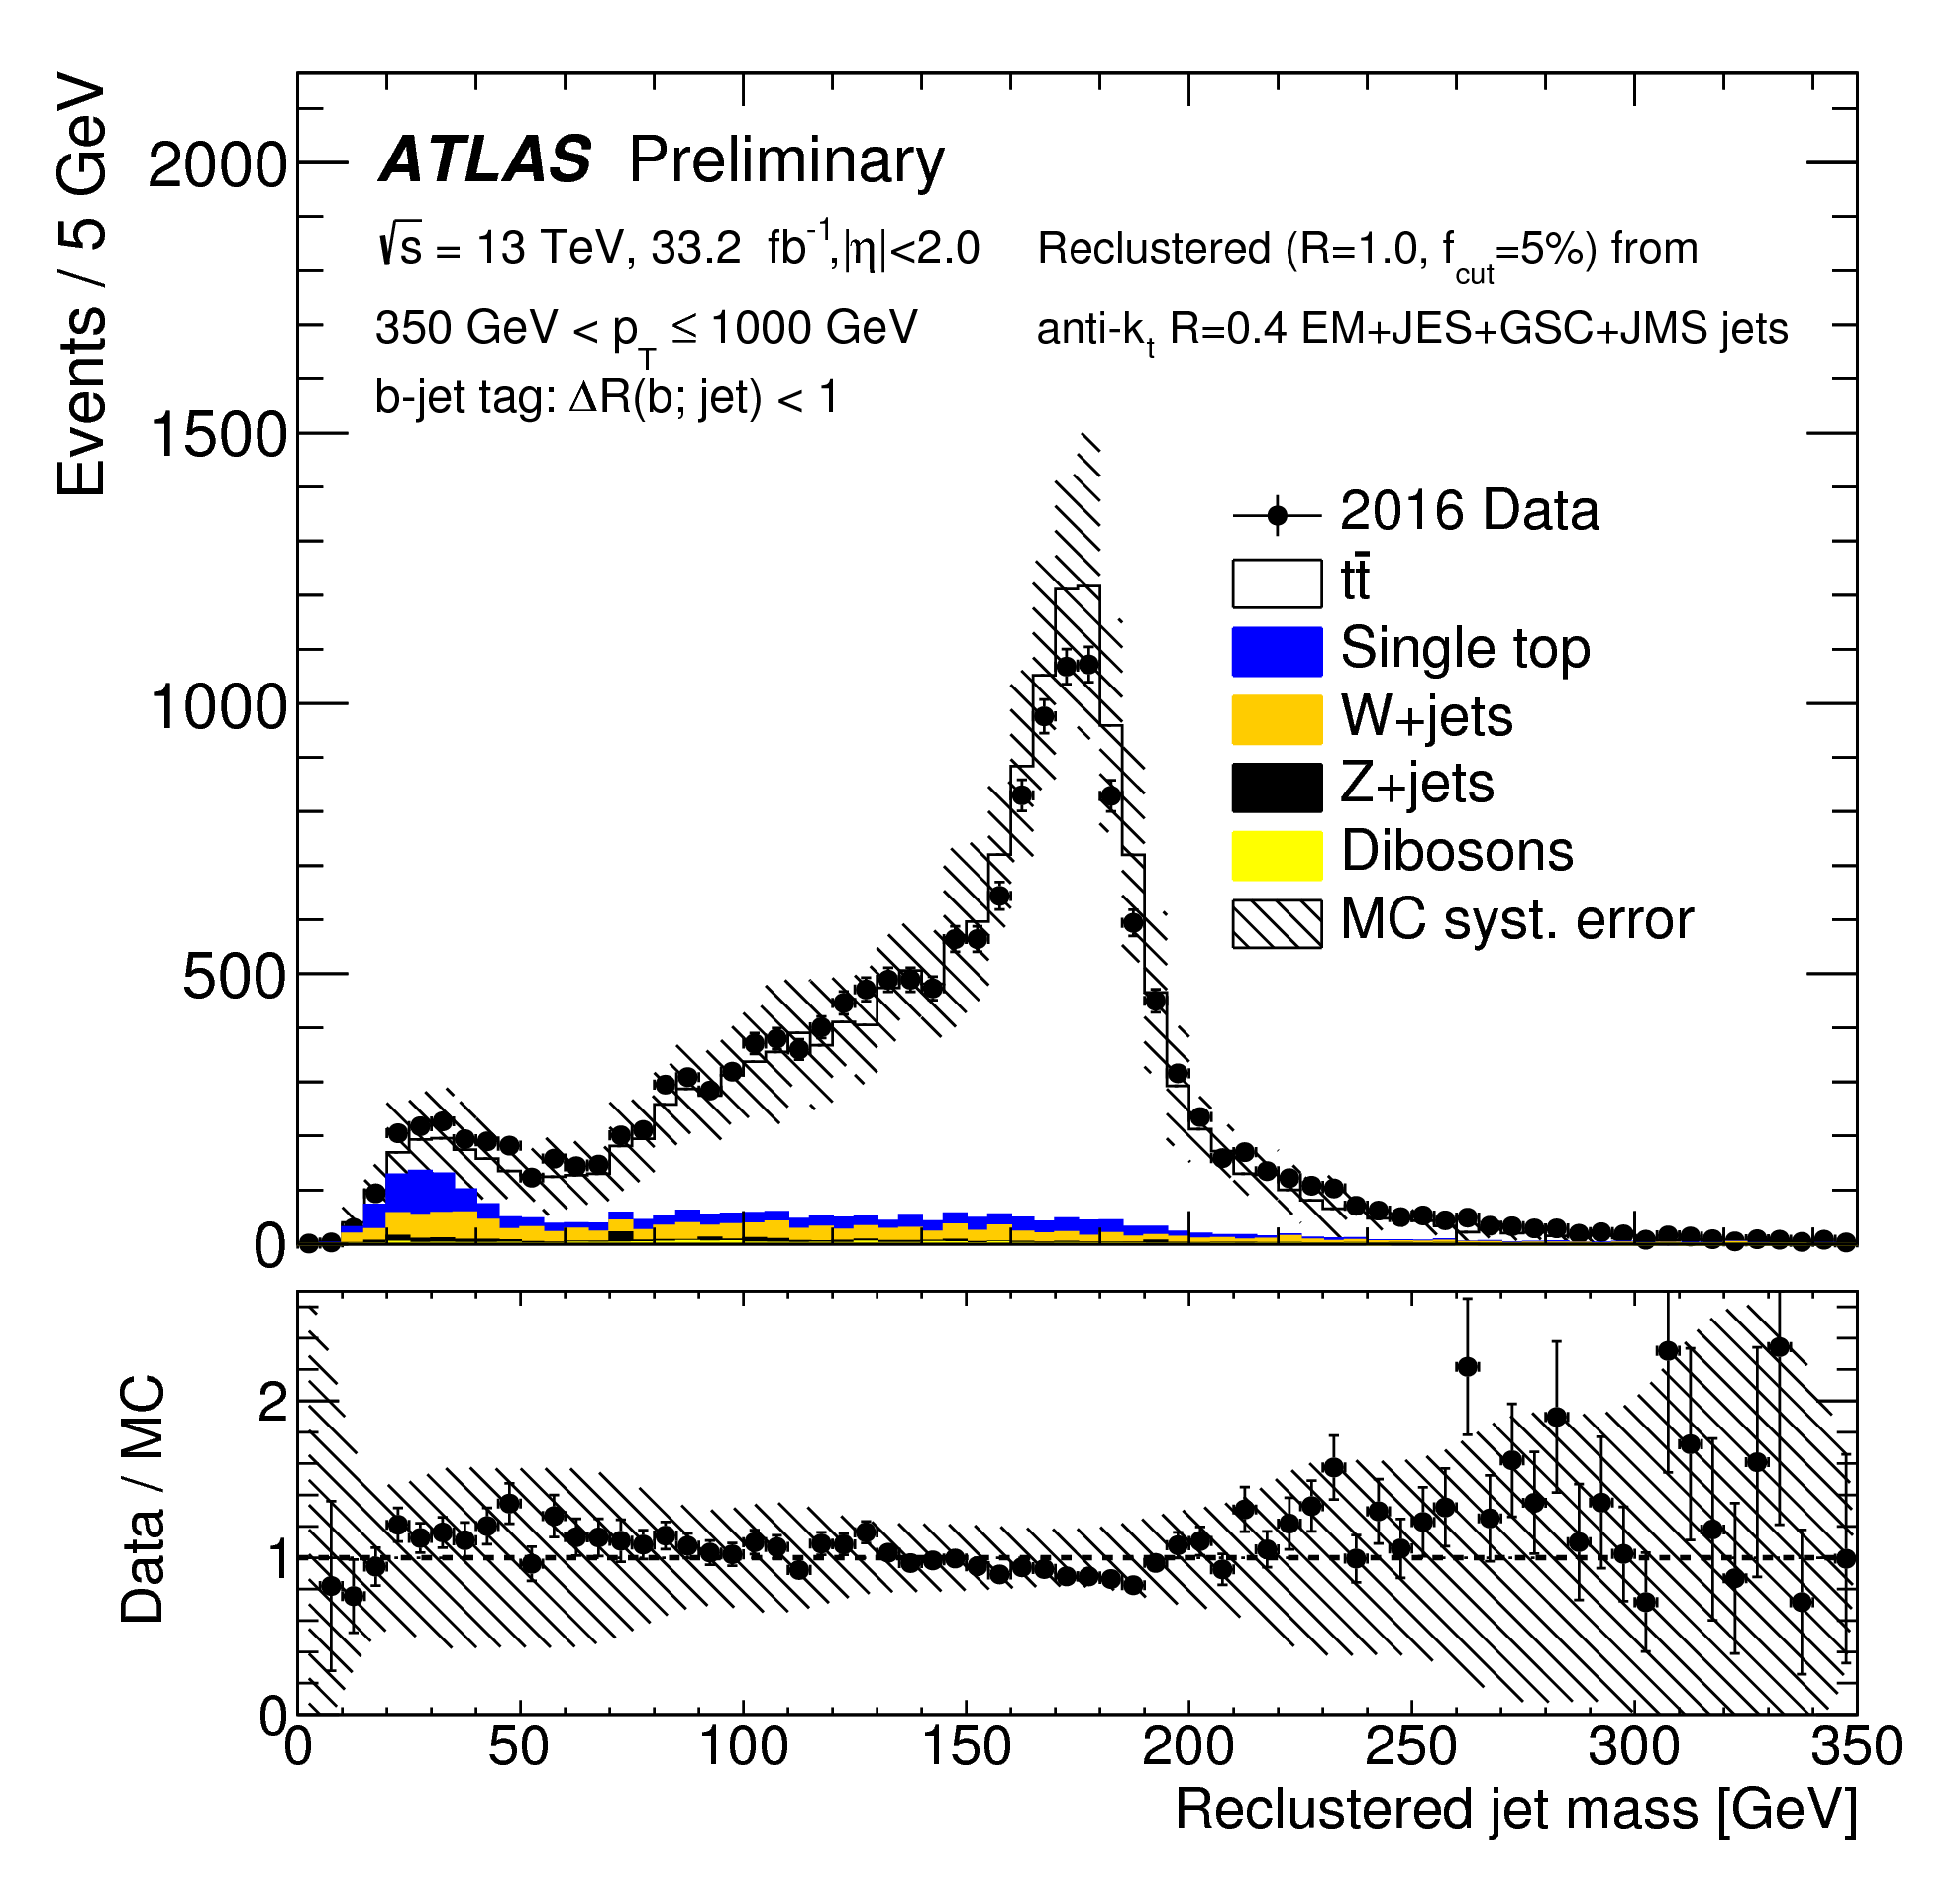 ATLAS Preliminary
√s = 13 TeV, 33.2 fb-1,|η|<2.0
350 GeV < pT ≤ 1000 GeV
b-jet tag: ΔR(b; jet) < 1
Reclustered (R=1.0, fcut=5%) from
anti-kt R=0.4 EM+JES+GSC+JMS jets
2016 Data
tt̄
Single top
W+jets
Z+jets
Dibosons
MC syst. error
Events / 5 GeV
2000
1500
1000
500
0
Data / MC
2
1
0
0 50 100 150 200 250 300 350
Reclustered jet mass [GeV]